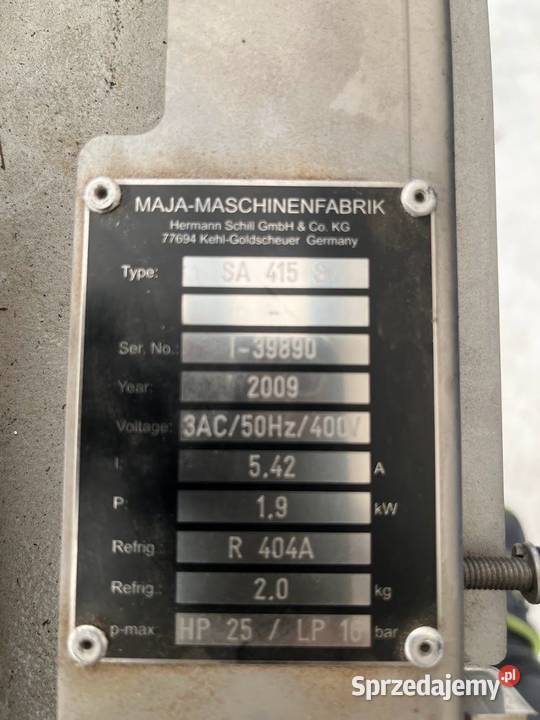 MAJA-MASCHINENFABRIK
Hermann Schill GmbH & Co. KG
77694 Kehl-Goldscheuer Germany
Type: SA 415 S
-
Ser. No.: I-39890
Year: 2009
Voltage: 3AC/50Hz/400V
I: 5.42 A
P: 1.9 kW
Refrig.: R 404A
Refrig.: 2.0 kg
p-max: HP 25 / LP 16 bar
Sprzedajemy.pl